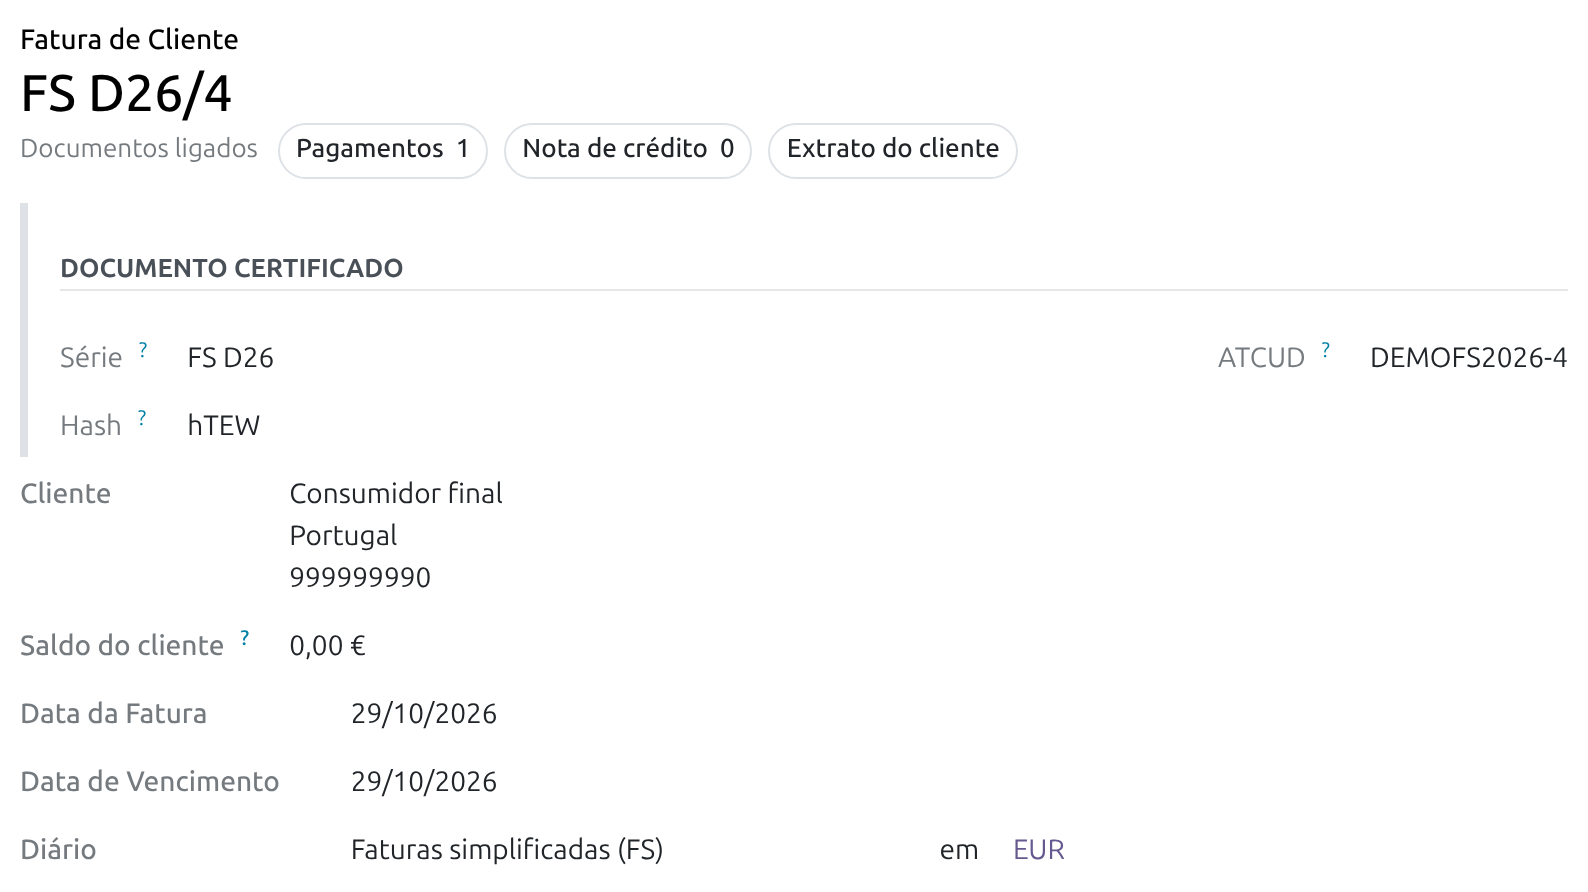 Fatura de Cliente
FS D26/4
Documentos ligados Pagamentos 1 Nota de crédito 0 Extrato do cliente
DOCUMENTO CERTIFICADO
Série ? FS D26 ATCUD ? DEMOFS2026-4
Hash ? hTEW
Cliente Consumidor final
Portugal
999999990
Saldo do cliente ? 0,00 €
Data da Fatura 29/10/2026
Data de Vencimento 29/10/2026
Diário Faturas simplificadas (FS) em EUR